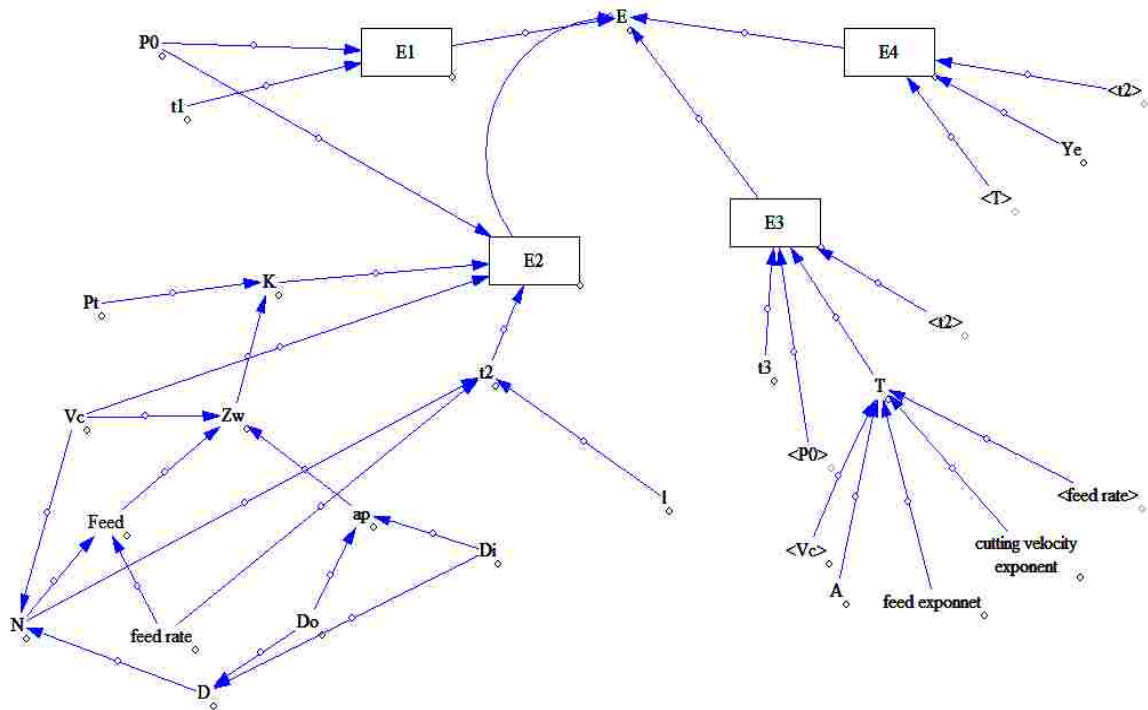 E
P0
E1
E4
<t2>
t1
Ye
<T>
E3
E2
K
Pt
<t2>
t3
t2
T
Vc
Zw
<P0>
<feed rate>
l
ap
Feed
<Vc>
Di
cutting velocity
exponent
A
feed exponnet
N
feed rate
Do
D